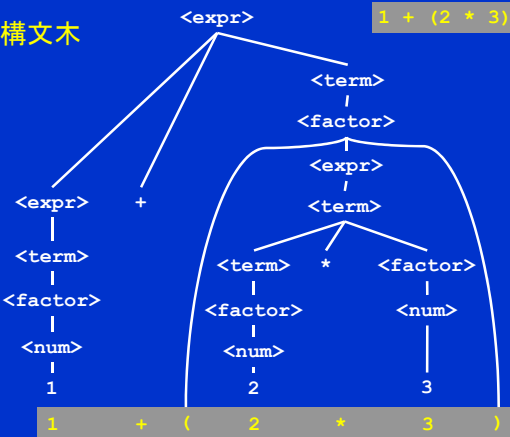 <expr>
1 + (2 * 3)
構文木
<term>
<factor>
<expr>
<expr> + <term>
<term> <term> * <factor>
<factor> <factor> <num>
<num> <num>
1 2 3
1 + ( 2 * 3 )